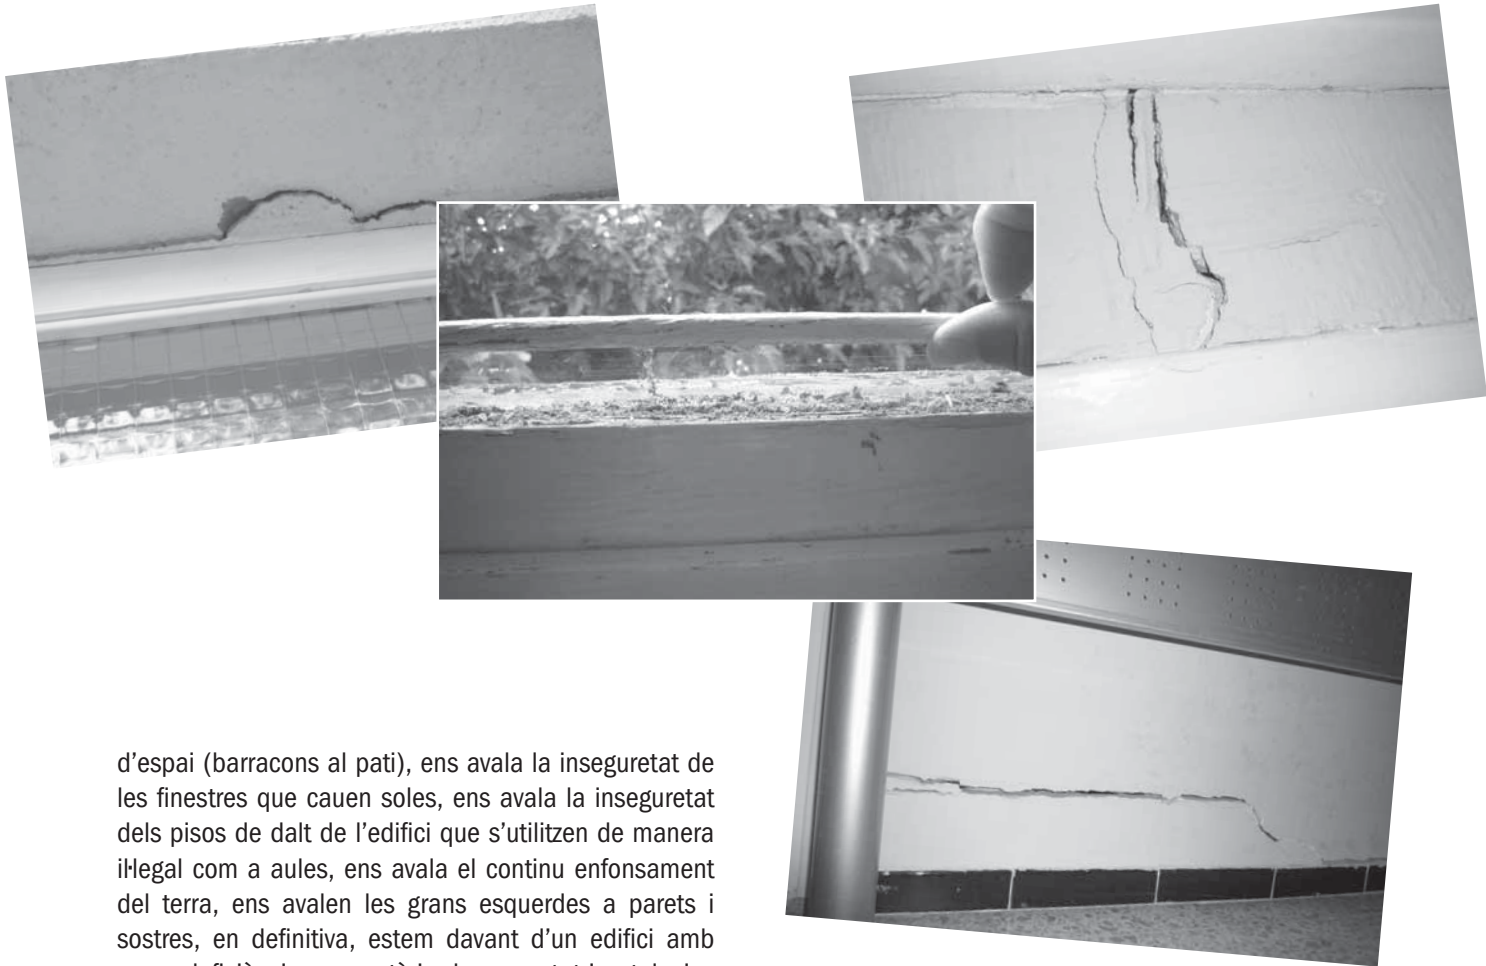 d’espai (barracons al pati), ens avala la inseguretat de
les finestres que cauen soles, ens avala la inseguretat
dels pisos de dalt de l’edifici que s’utilitzen de manera
il·legal com a aules, ens avala el continu enfonsament
del terra, ens avalen les grans esquerdes a parets i
sostres, en definitiva, estem davant d’un edifici amb